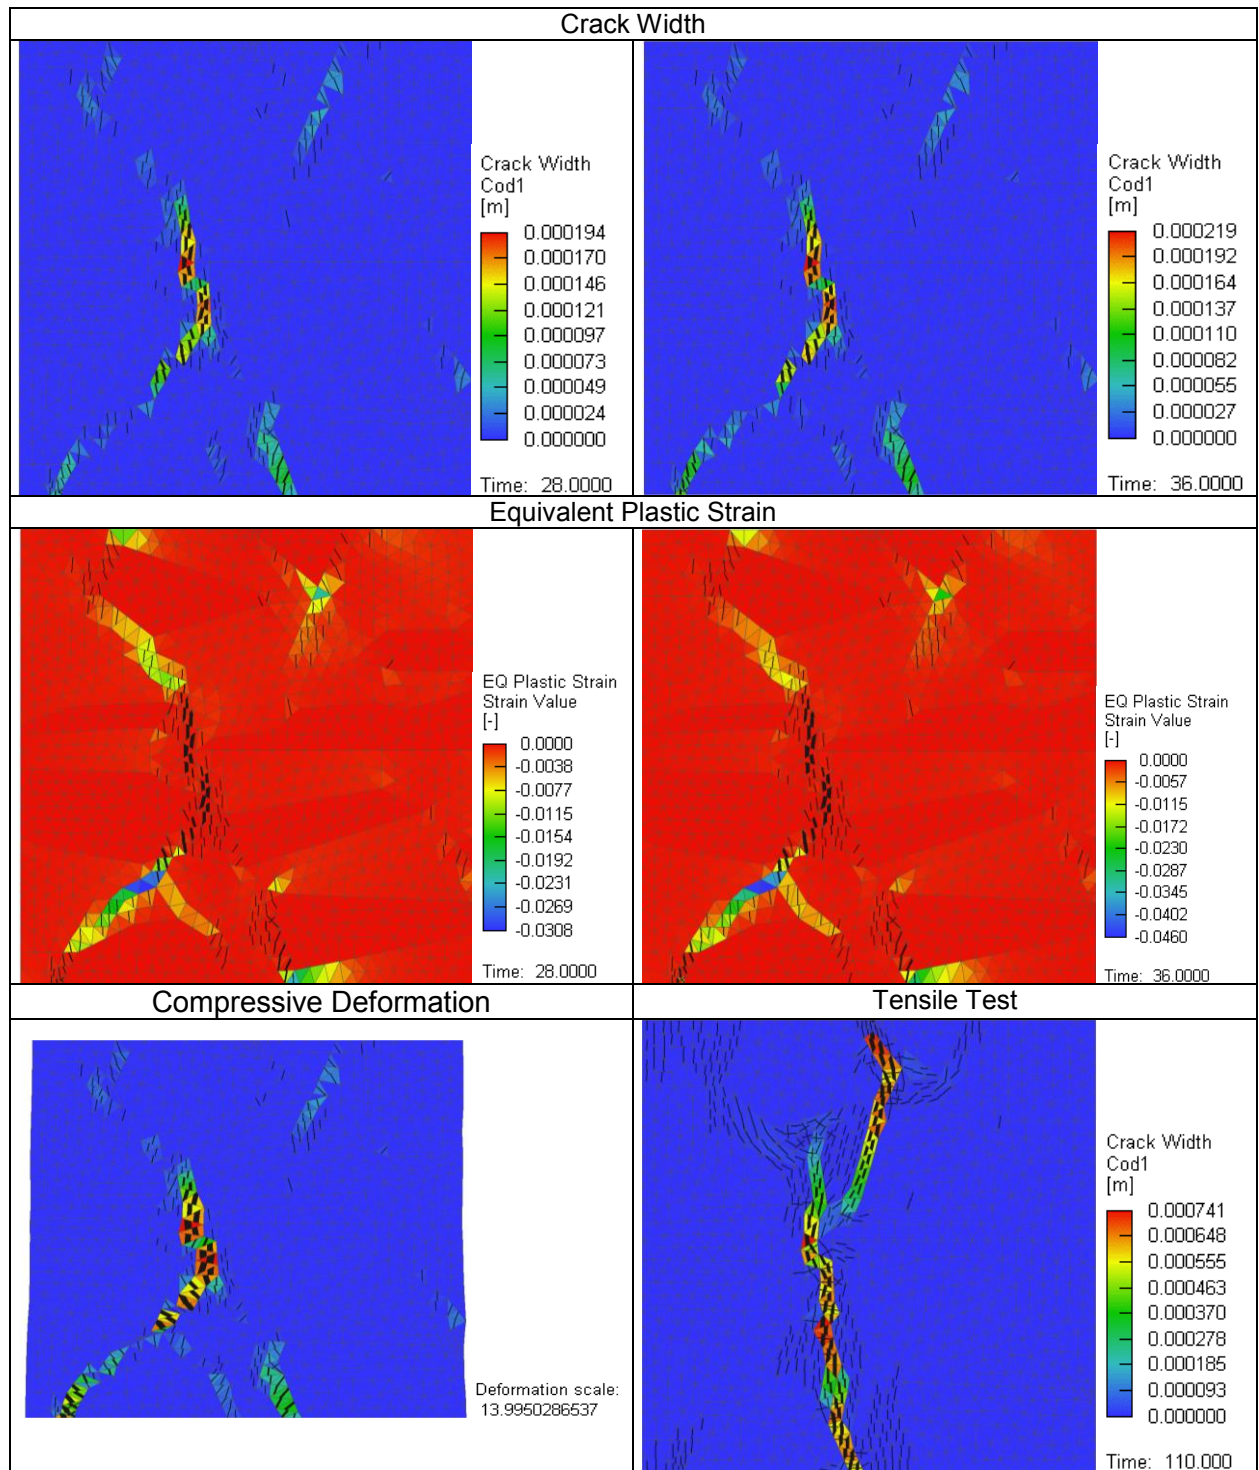 Crack Width
Crack Width
Cod1
[m]
0.000194
0.000170
0.000146
0.000121
0.000097
0.000073
0.000049
0.000024
0.000000
Time: 28.0000
Crack Width
Cod1
[m]
0.000219
0.000192
0.000164
0.000137
0.000110
0.000082
0.000055
0.000027
0.000000
Time: 36.0000
Equivalent Plastic Strain
EQ Plastic Strain
Strain Value
[-]
0.0000
-0.0038
-0.0077
-0.0115
-0.0154
-0.0192
-0.0231
-0.0269
-0.0308
Time: 28.0000
EQ Plastic Strain
Strain Value
[-]
0.0000
-0.0057
-0.0115
-0.0172
-0.0230
-0.0287
-0.0345
-0.0402
-0.0460
Time: 36.0000
Compressive Deformation
Deformation scale:
13.9950286537
Tensile Test
Crack Width
Cod1
[m]
0.000741
0.000648
0.000555
0.000463
0.000370
0.000278
0.000185
0.000093
0.000000
Time: 110.000